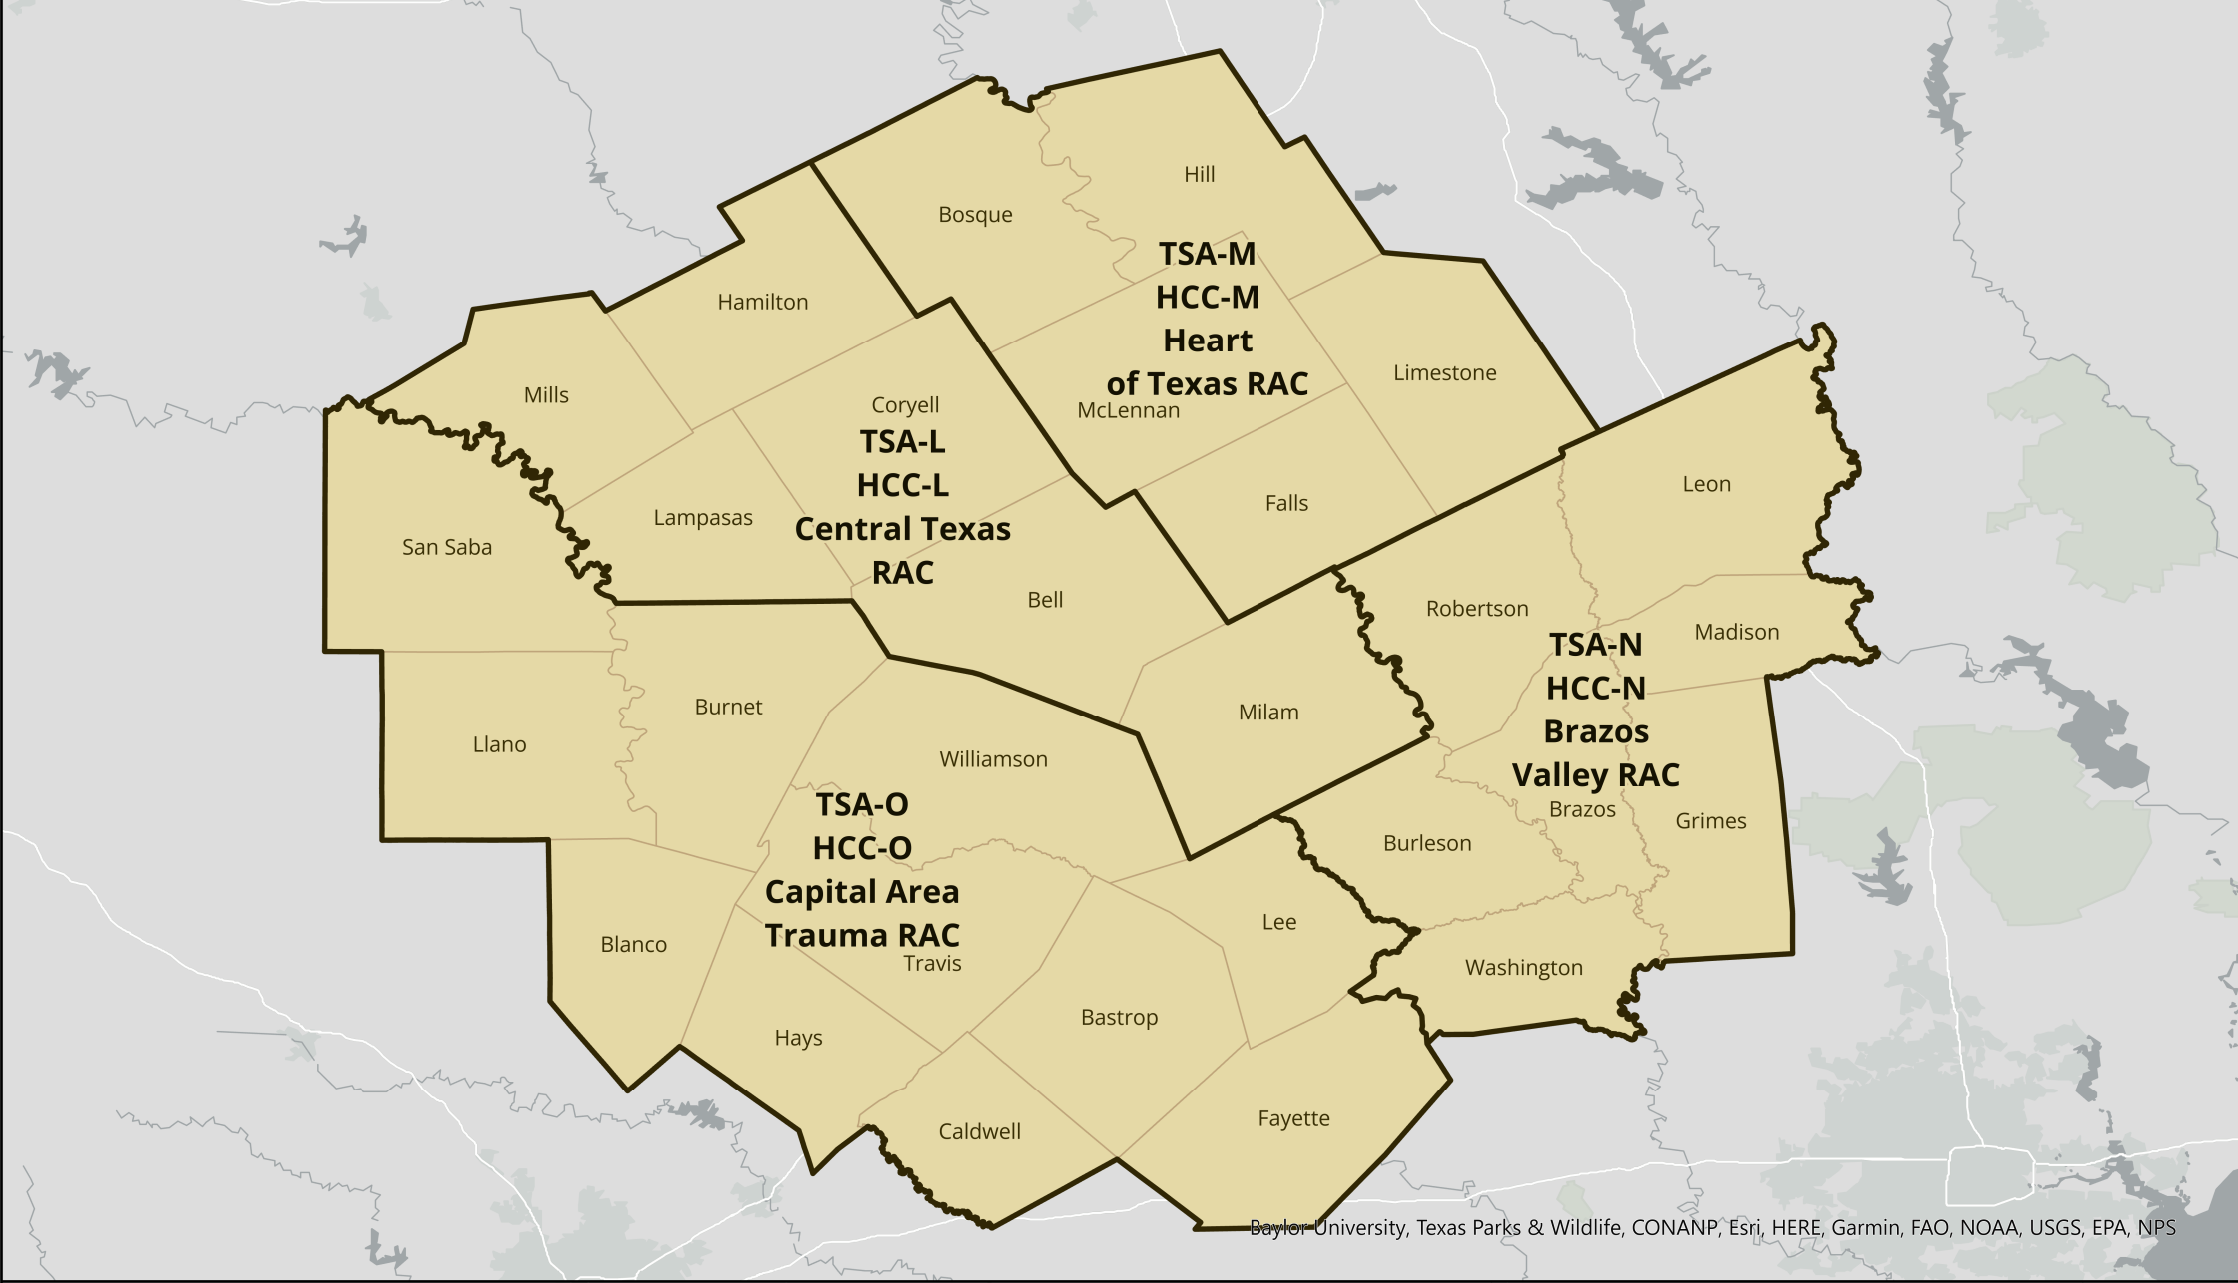 Hill
Bosque
TSA-M
HCC-M
Heart
of Texas RAC
Hamilton
Limestone
Mills
McLennan
Coryell
TSA-L
HCC-L
Central Texas
RAC
Leon
Falls
Lampasas
San Saba
Bell
Robertson
Madison
TSA-N
HCC-N
Brazos
Valley RAC
Burnet
Milam
Llano
Williamson
TSA-O
HCC-O
Capital Area
Trauma RAC
Brazos
Grimes
Burleson
Lee
Blanco
Travis
Washington
Bastrop
Hays
Fayette
Caldwell
Baylor University, Texas Parks & Wildlife, CONANP, Esri, HERE, Garmin, FAO, NOAA, USGS, EPA, NPS